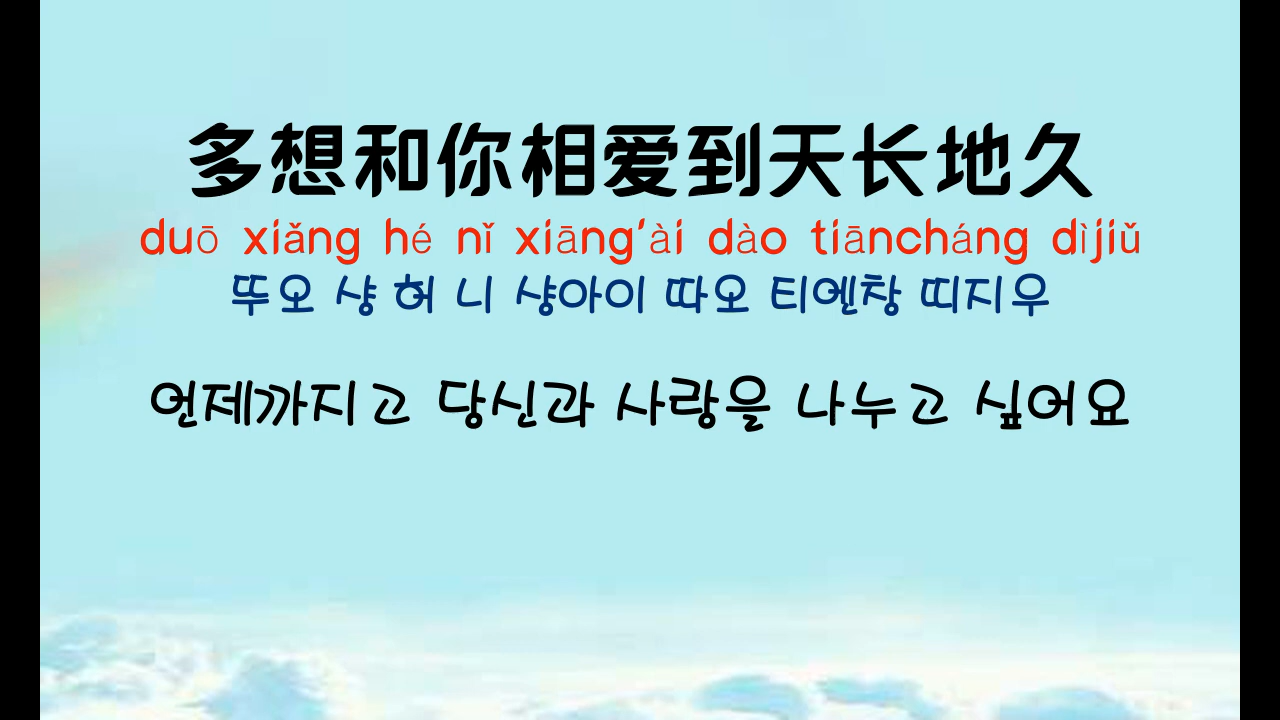 多想和你相爱到天长地久
duō xiǎng hé nǐ xiāng'ài dào tiāncháng dìjiǔ
뚜오 샹 허 니 샹아이 따오 티엔창 띠지우
언제까지고 당신과 사랑을 나누고 싶어요